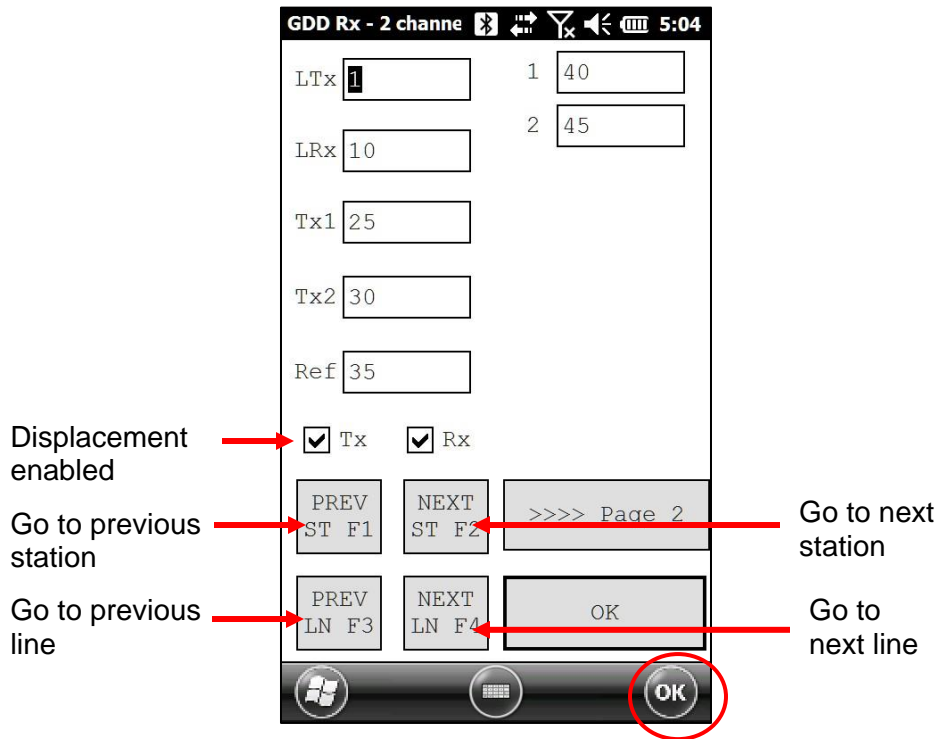 GDD Rx - 2 channe 5:04
LTx 1
1 40
2 45
LRx 10
Tx1 25
Tx2 30
Ref 35
Displacement
enabled
Tx Rx
Go to previous
station
PREV
ST F1
NEXT
ST F2
>>>> Page 2
Go to next
station
Go to previous
line
PREV
LN F3
NEXT
LN F4
OK
Go to
next line
OK